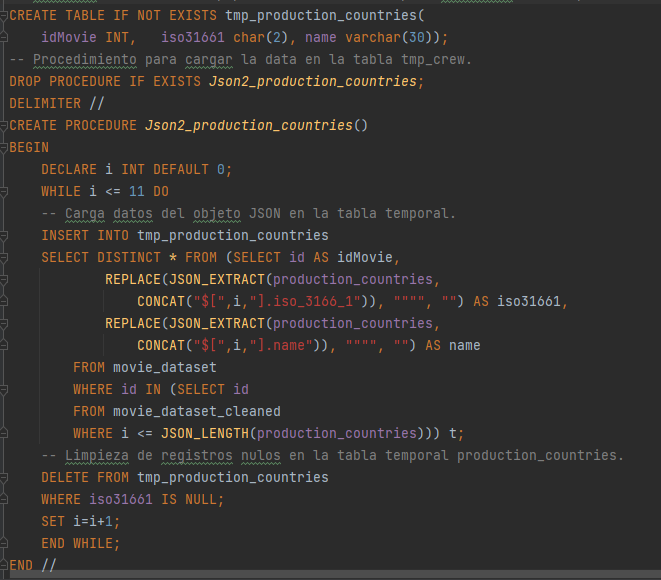 CREATE TABLE IF NOT EXISTS tmp_production_countries(
    idMovie INT,   iso31661 char(2), name varchar(30));
-- Procedimiento para cargar la data en la tabla tmp_crew.
DROP PROCEDURE IF EXISTS Json2_production_countries;
DELIMITER //
CREATE PROCEDURE Json2_production_countries()
BEGIN
    DECLARE i INT DEFAULT 0;
    WHILE i <= 11 DO
    -- Carga datos del objeto JSON en la tabla temporal.
    INSERT INTO tmp_production_countries
    SELECT DISTINCT * FROM (SELECT id AS idMovie,
            REPLACE(JSON_EXTRACT(production_countries,
                CONCAT("$[",i,"].iso_3166_1")), """", "") AS iso31661,
            REPLACE(JSON_EXTRACT(production_countries,
                CONCAT("$[",i,"].name")), """", "") AS name
        FROM movie_dataset
        WHERE id IN (SELECT id
        FROM movie_dataset_cleaned
        WHERE i <= JSON_LENGTH(production_countries))) t;
    -- Limpieza de registros nulos en la tabla temporal production_countries.
    DELETE FROM tmp_production_countries
    WHERE iso31661 IS NULL;
    SET i=i+1;
    END WHILE;
END //